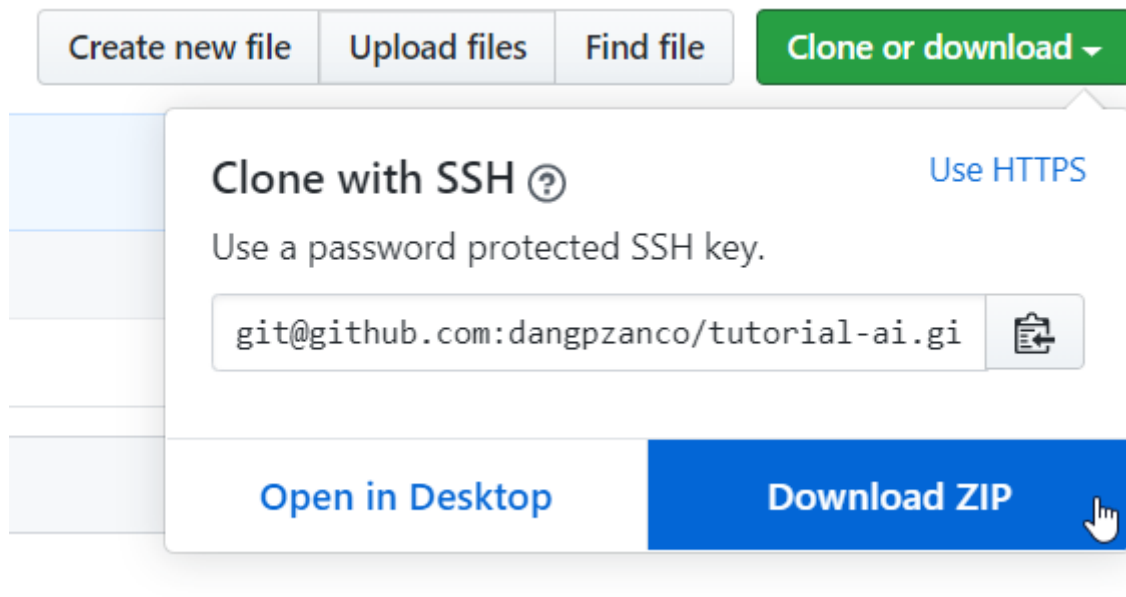 Create new file Upload files Find file Clone or download
Clone with SSH Use HTTPS
Use a password protected SSH key.
git@github.com:dangpzanco/tutorial-ai.gi
Open in Desktop Download ZIP